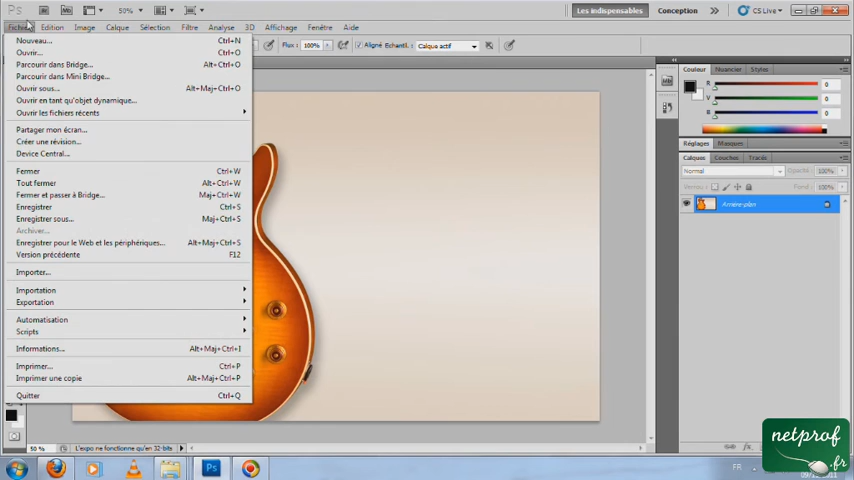 Ps Br Mb 50% Les indispensables Conception >> CS Live
Fichier Edition Image Calque Sélection Filtre Analyse 3D Affichage Fenêtre Aide
Flux : 100% Aligné Echantil. : Calque actif
Nouveau... Ctrl+N
Ouvrir... Ctrl+O
Parcourir dans Bridge... Alt+Ctrl+O
Parcourir dans Mini Bridge...
Ouvrir sous... Alt+Maj+Ctrl+O
Ouvrir en tant qu'objet dynamique...
Ouvrir les fichiers récents
Partager mon écran...
Créer une révision...
Device Central...
Fermer Ctrl+W
Tout fermer Alt+Ctrl+W
Fermer et passer à Bridge... Maj+Ctrl+W
Enregistrer Ctrl+S
Enregistrer sous... Maj+Ctrl+S
Archiver...
Enregistrer pour le Web et les périphériques... Alt+Maj+Ctrl+S
Version précédente F12
Importer...
Importation
Exportation
Automatisation
Scripts
Informations... Alt+Maj+Ctrl+I
Imprimer... Ctrl+P
Imprimer une copie Alt+Maj+Ctrl+P
Quitter Ctrl+Q
Couleur Nuancier Styles
R 0
V 0
B 0
Réglages Masques
Calques Couches Tracés
Normal Opacité : 100%
Verrou : Fond : 100%
Arrière-plan
50 % L'expo ne fonctionne qu'en 32-bits
Ps FR
netprof
.fr